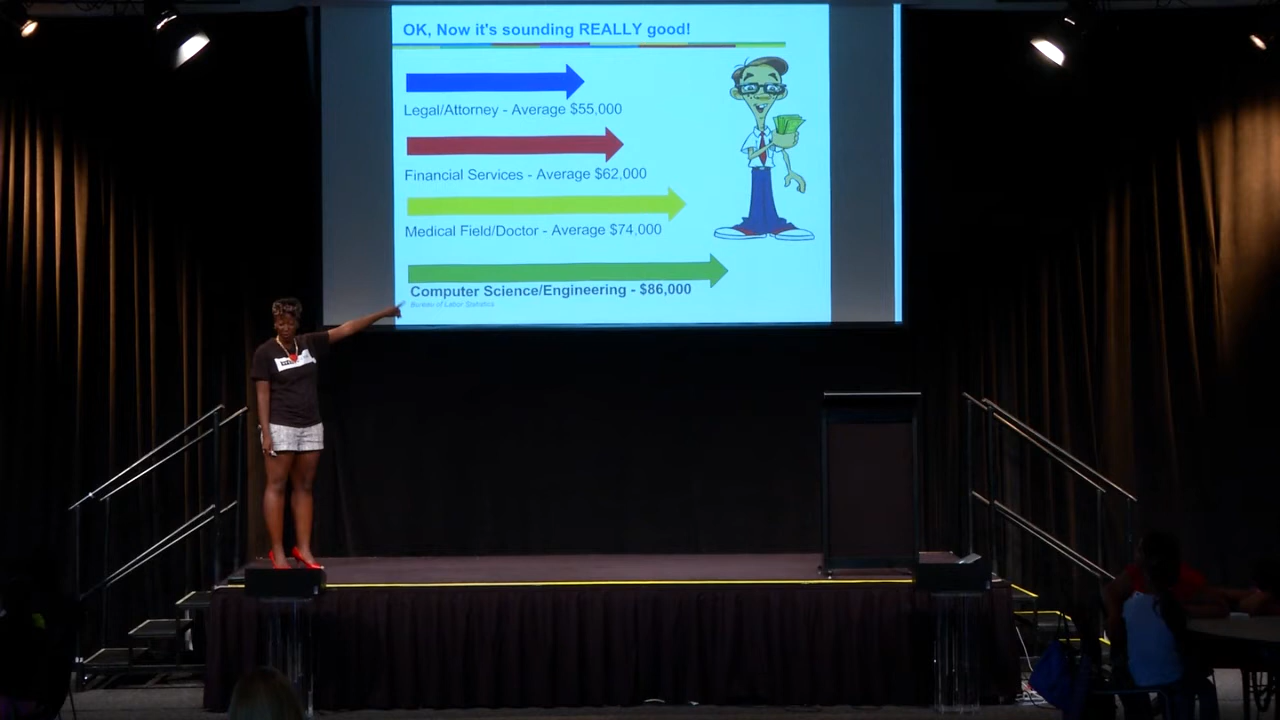 OK, Now it's sounding REALLY good!
Legal/Attorney - Average $55,000
Financial Services - Average $62,000
Medical Field/Doctor - Average $74,000
Computer Science/Engineering - $86,000
Bureau of Labor Statistics